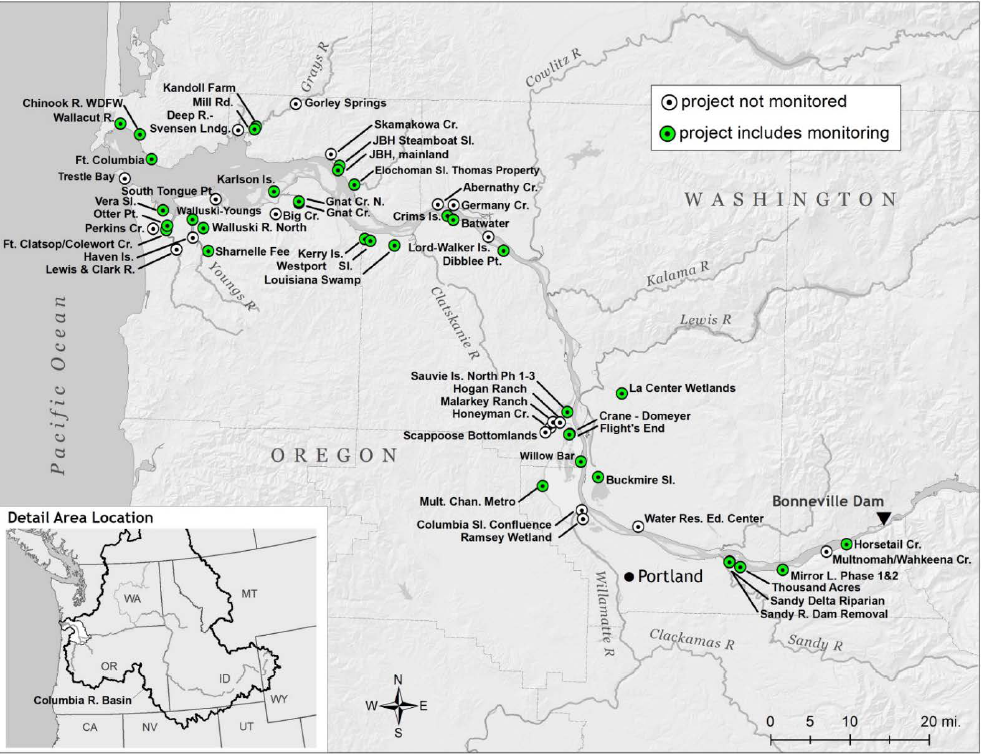 Cowlitz R
Grays R
project not monitored
project includes monitoring
Kandoll Farm
Mill Rd.
Deep R.-
Svensen Lndg.
Gorley Springs
Chinook R. WDFW
Wallacut R.
Ft. Columbia
Trestle Bay
South Tongue Pt.
Vera Sl.
Otter Pt.
Perkins Cr.
Ft. Clatsop/Colewort Cr.
Haven Is.
Lewis & Clark R.
Walluski-Youngs
Walluski R. North
Sharnelle Fee
Youngs R
Karlson Is.
Big Cr.
Gnat Cr. N.
Gnat Cr.
Skamakowa Cr.
JBH Steamboat Sl.
JBH, mainland
Elochoman Sl. Thomas Property
Abernathy Cr.
Germany Cr.
Crims Is.
Batwater
Lord-Walker Is.
Dibblee Pt.
Kerry Is.
Westport Sl.
Louisiana Swamp
Clatskanie R
WASHINGTON
Kalama R
Lewis R
Pacific Ocean
OREGON
Sauvie Is. North Ph 1-3
Hogan Ranch
Malarkey Ranch
Honeyman Cr.
Scappoose Bottomlands
La Center Wetlands
Crane - Domeyer
Flight's End
Willow Bar
Buckmire Sl.
Mult. Chan. Metro
Columbia Sl. Confluence
Ramsey Wetland
Water Res. Ed. Center
Bonneville Dam
Horsetail Cr.
Multnomah/Wahkeena Cr.
Mirror L. Phase 1&2
Thousand Acres
Sandy Delta Riparian
Sandy R. Dam Removal
Portland
Willamatte R
Clackamas R
Sandy R
Detail Area Location
WA
MT
OR
ID
WY
Columbia R. Basin
CA
NV
UT
N
W
E
S
0 5 10 20 mi.